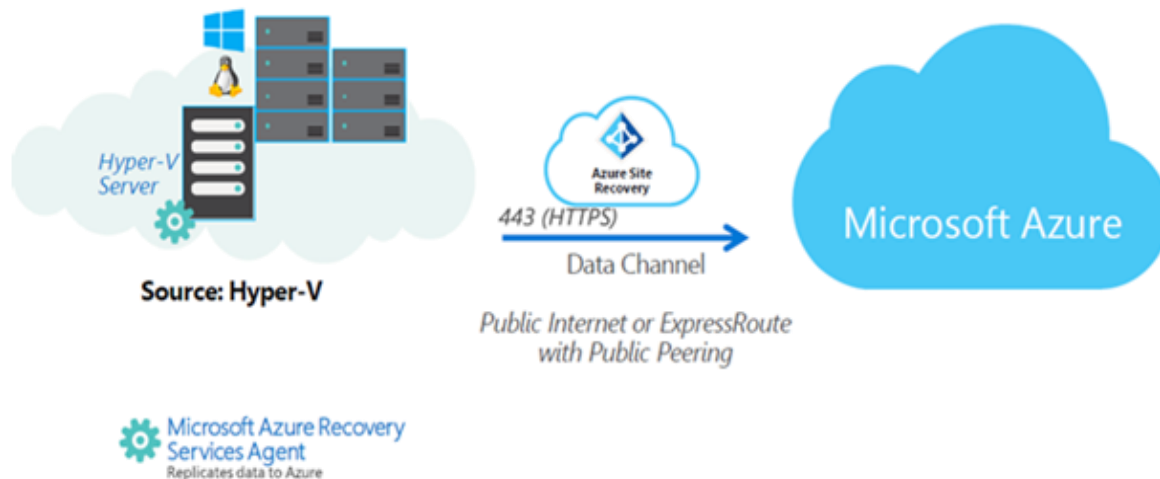 Hyper-V
Server
Source: Hyper-V
Azure Site
Recovery
443 (HTTPS)
Data Channel
Public Internet or ExpressRoute
with Public Peering
Microsoft Azure
Microsoft Azure Recovery
Services Agent
Replicates data to Azure